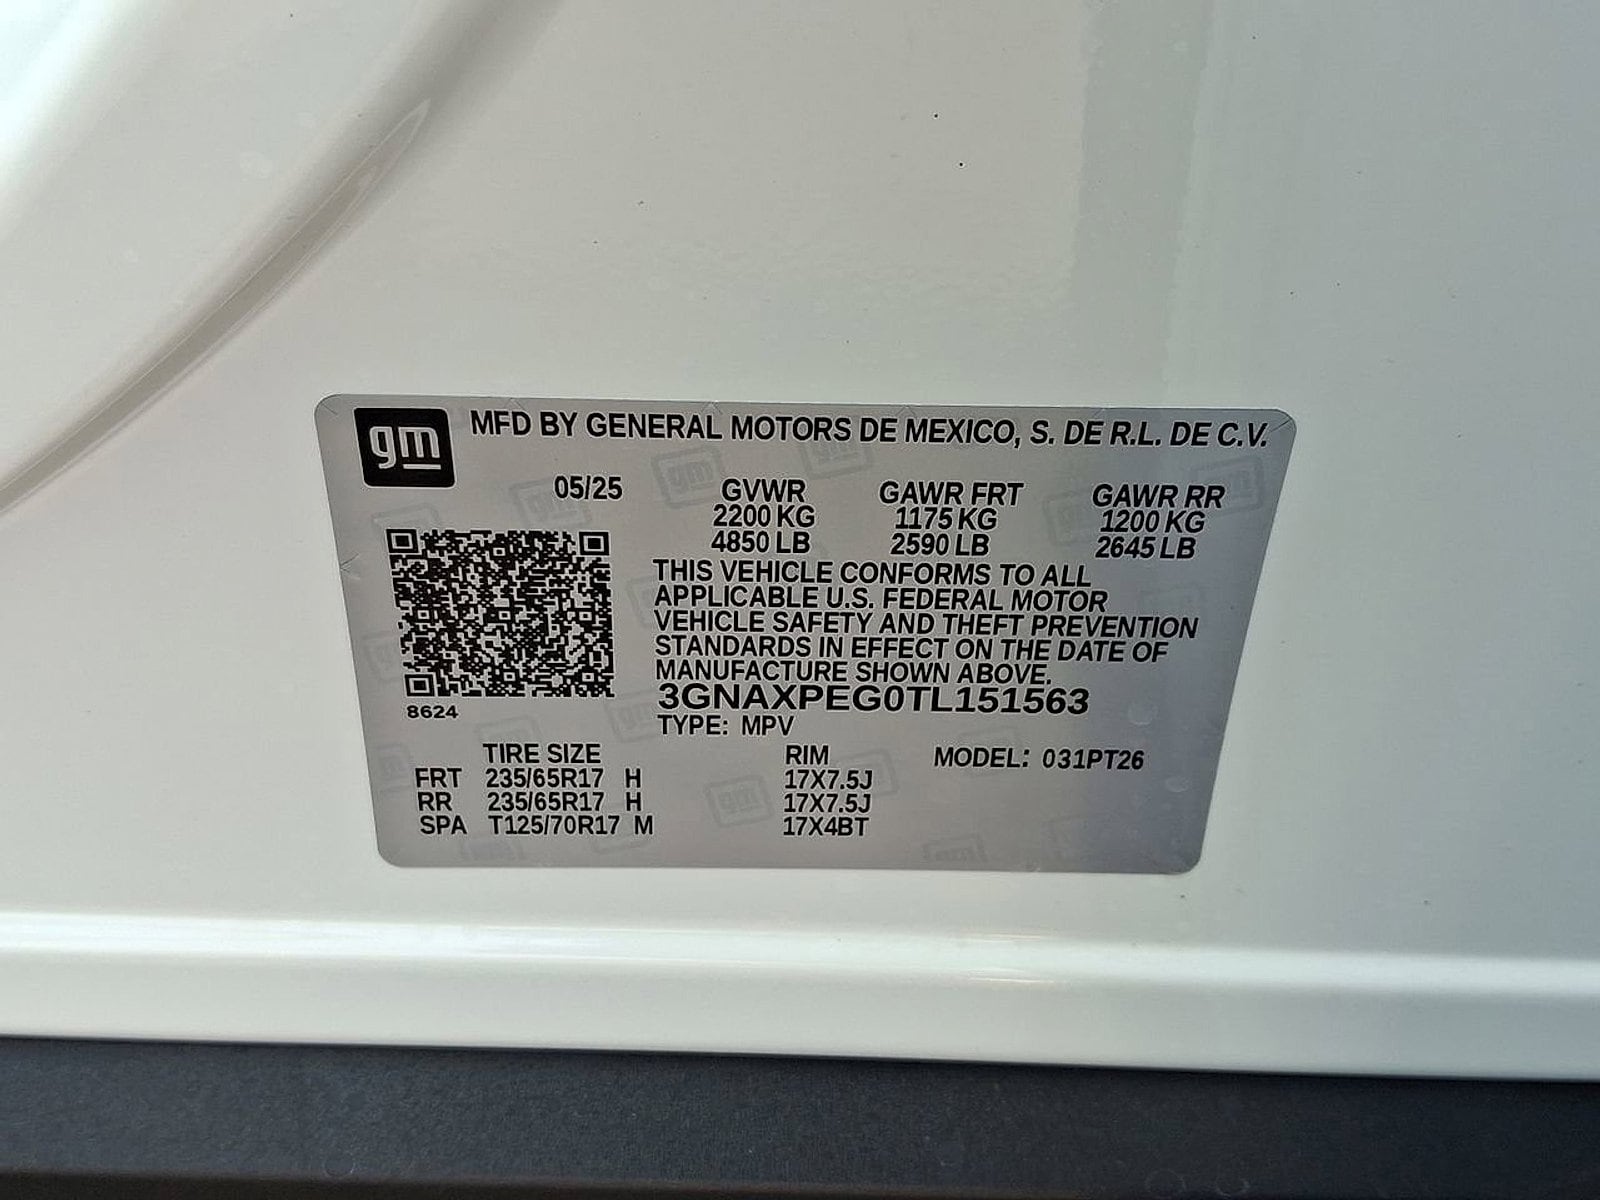 gm MFD BY GENERAL MOTORS DE MEXICO, S. DE R.L. DE C.V.
05/25 GVWR GAWR FRT GAWR RR
2200 KG 1175 KG 1200 KG
4850 LB 2590 LB 2645 LB
THIS VEHICLE CONFORMS TO ALL
APPLICABLE U.S. FEDERAL MOTOR
VEHICLE SAFETY AND THEFT PREVENTION
STANDARDS IN EFFECT ON THE DATE OF
MANUFACTURE SHOWN ABOVE.
3GNAXPEG0TL151563
8624
TYPE: MPV
TIRE SIZE RIM MODEL: 031PT26
FRT 235/65R17 H 17X7.5J
RR 235/65R17 H 17X7.5J
SPA T125/70R17 M 17X4BT